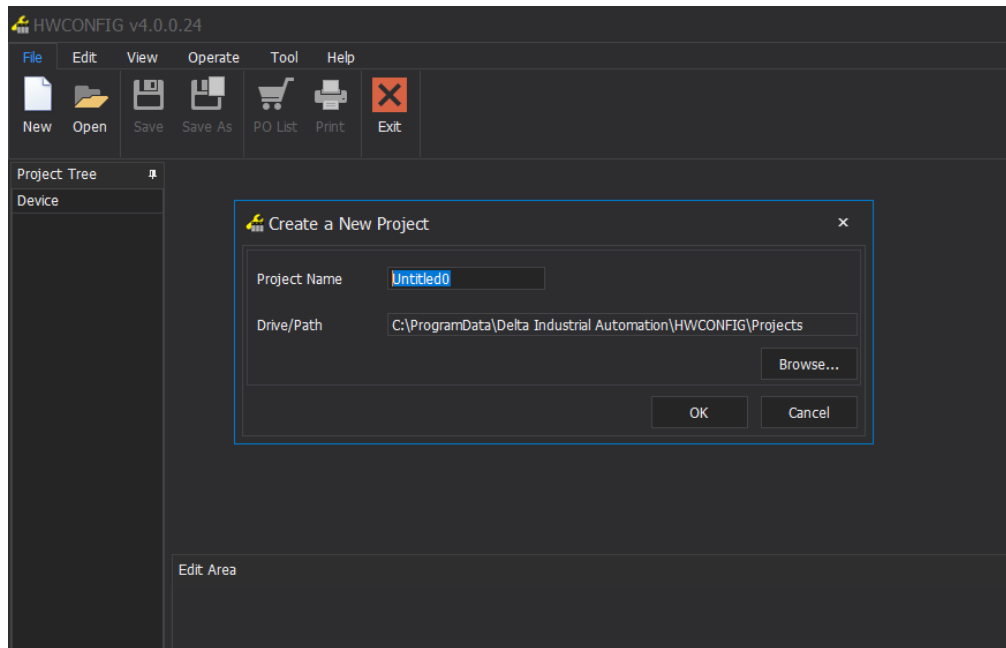 HWCONFIG v4.0.0.24
File Edit View Operate Tool Help
New Open Save Save As PO List Print Exit
Project Tree
Device
Create a New Project
Project Name Untitled0
Drive/Path C:\ProgramData\Delta Industrial Automation\HWCONFIG\Projects
Browse...
OK Cancel
Edit Area